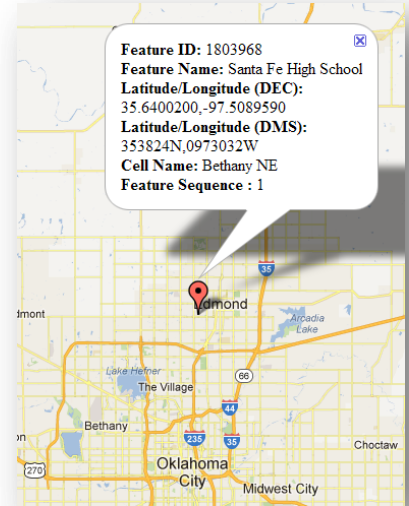 Feature ID: 1803968
Feature Name: Santa Fe High School
Latitude/Longitude (DEC):
35.6400200,-97.5089590
Latitude/Longitude (DMS):
353824N,0973032W
Cell Name: Bethany NE
Feature Sequence : 1
35
dmont
Edmond
Arcadia
Lake
Lake Hefner
66
The Village
44
Bethany
on
235
35
Choctaw
270
Oklahoma
City
Midwest City